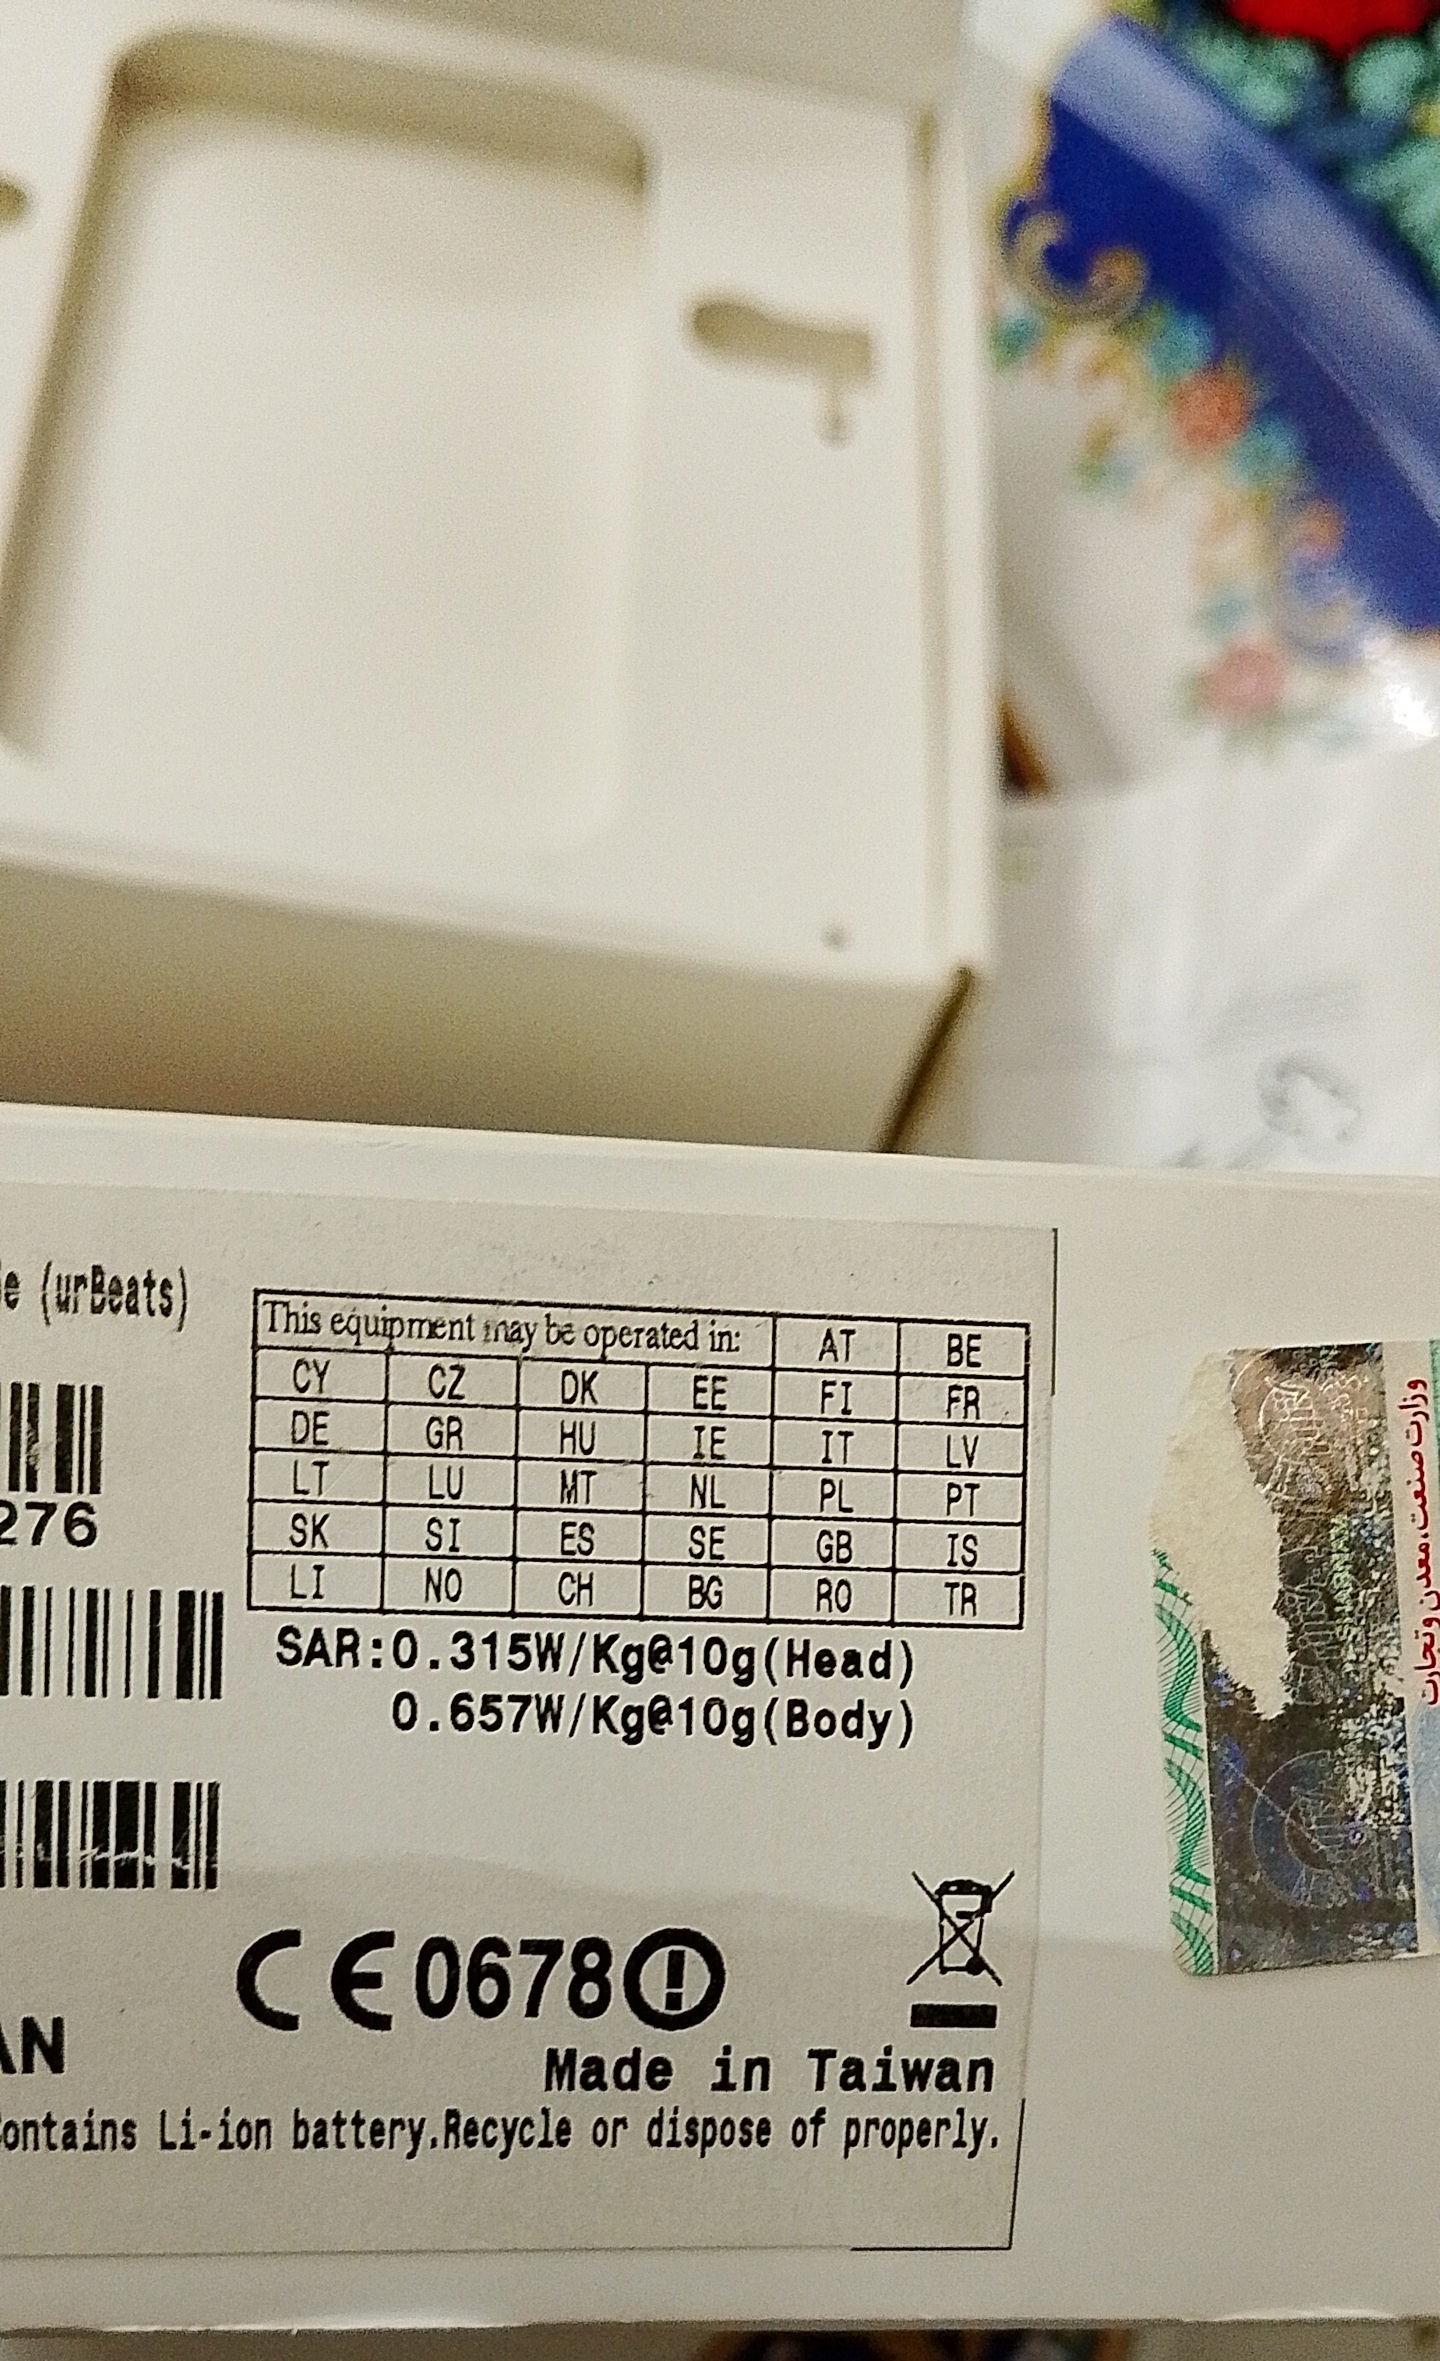 (urBeats)
This equipment may be operated in: AT BE
CY CZ DK EE FI FR
DE GR HU IE IT LV
LT LU MT NL PL PT
SK SI ES SE GB IS
LI NO CH BG RO TR
276
SAR:0.315W/Kg@10g(Head)
0.657W/Kg@10g(Body)
CE0678!
Made in Taiwan
Contains Li-ion battery.Recycle or dispose of properly.
وزارت صنعت، معدن و تجارت